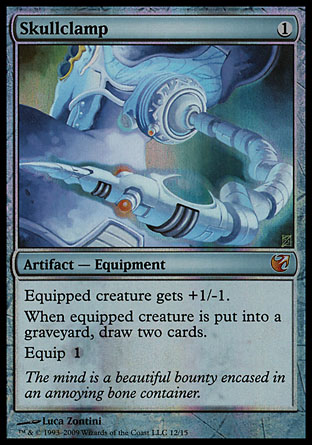 Skullclamp 1
Artifact — Equipment
Equipped creature gets +1/-1.
When equipped creature is put into a
graveyard, draw two cards.
Equip 1
The mind is a beautiful bounty encased in
an annoying bone container.
Luca Zontini
™ & © 1993–2009 Wizards of the Coast LLC 12/15